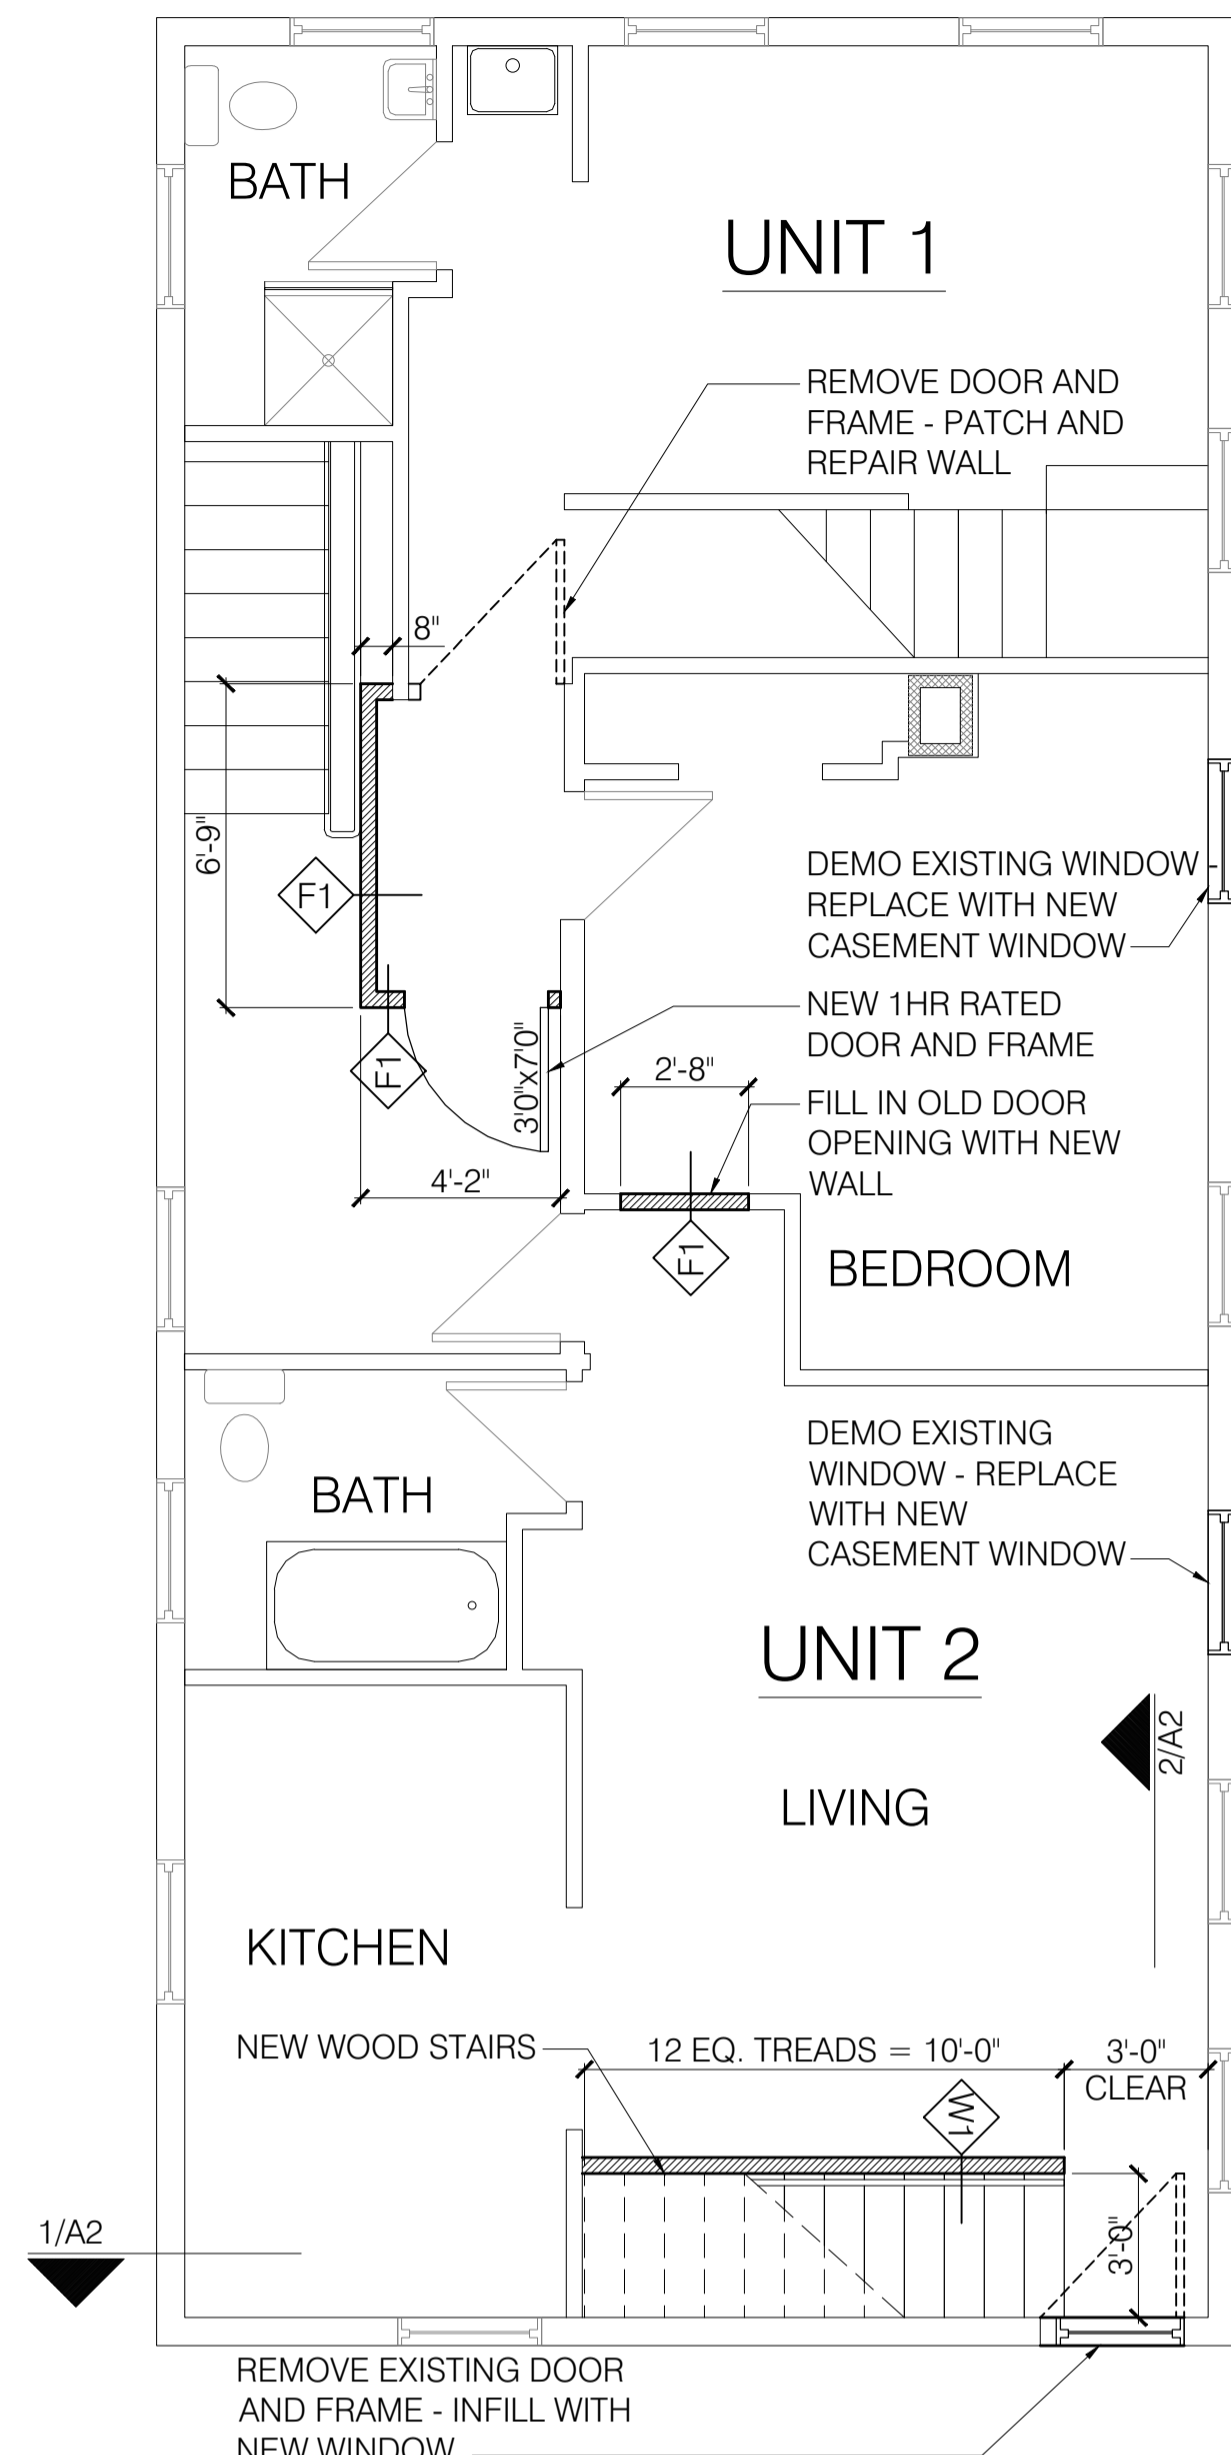 BATH
UNIT 1
REMOVE DOOR AND
FRAME - PATCH AND
REPAIR WALL
8"
6'-9"
F1
DEMO EXISTING WINDOW -
REPLACE WITH NEW
CASEMENT WINDOW
NEW 1HR RATED
DOOR AND FRAME
3'0"x7'0"
F1
2'-8"
FILL IN OLD DOOR
OPENING WITH NEW
WALL
4'-2"
F1
BEDROOM
DEMO EXISTING
WINDOW - REPLACE
WITH NEW
CASEMENT WINDOW
BATH
UNIT 2
2/A2
LIVING
KITCHEN
NEW WOOD STAIRS
12 EQ. TREADS = 10'-0"
3'-0"
CLEAR
W1
1/A2
3'-0"
REMOVE EXISTING DOOR
AND FRAME - INFILL WITH
NEW WINDOW